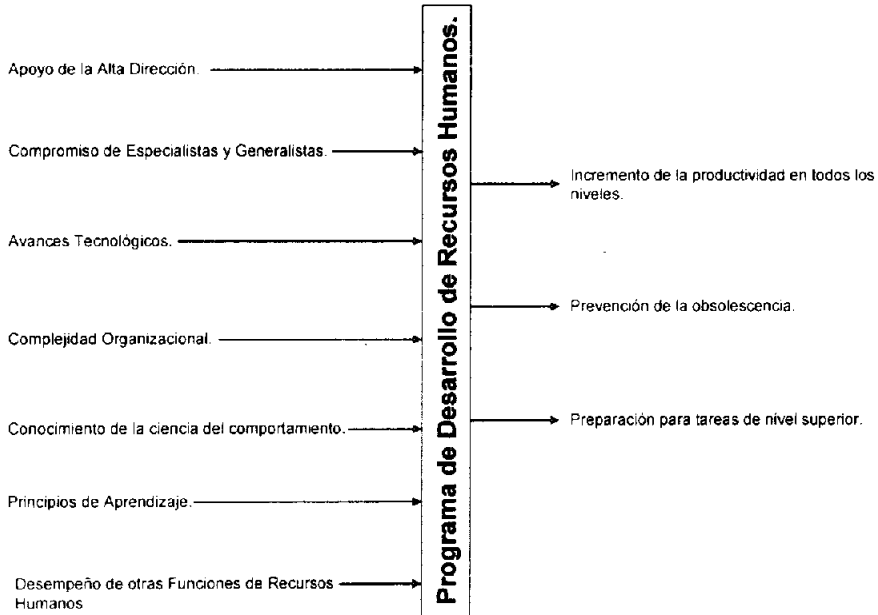 Apoyo de la Alta Dirección.
Compromiso de Especialistas y Generalistas.
Avances Tecnológicos.
Complejidad Organizacional.
Conocimiento de la ciencia del comportamiento.
Principios de Aprendizaje.
Desempeño de otras Funciones de Recursos
Humanos
Programa de Desarrollo de Recursos Humanos.
Incremento de la productividad en todos los
niveles.
Prevención de la obsolescencia.
Preparación para tareas de nivel superior.